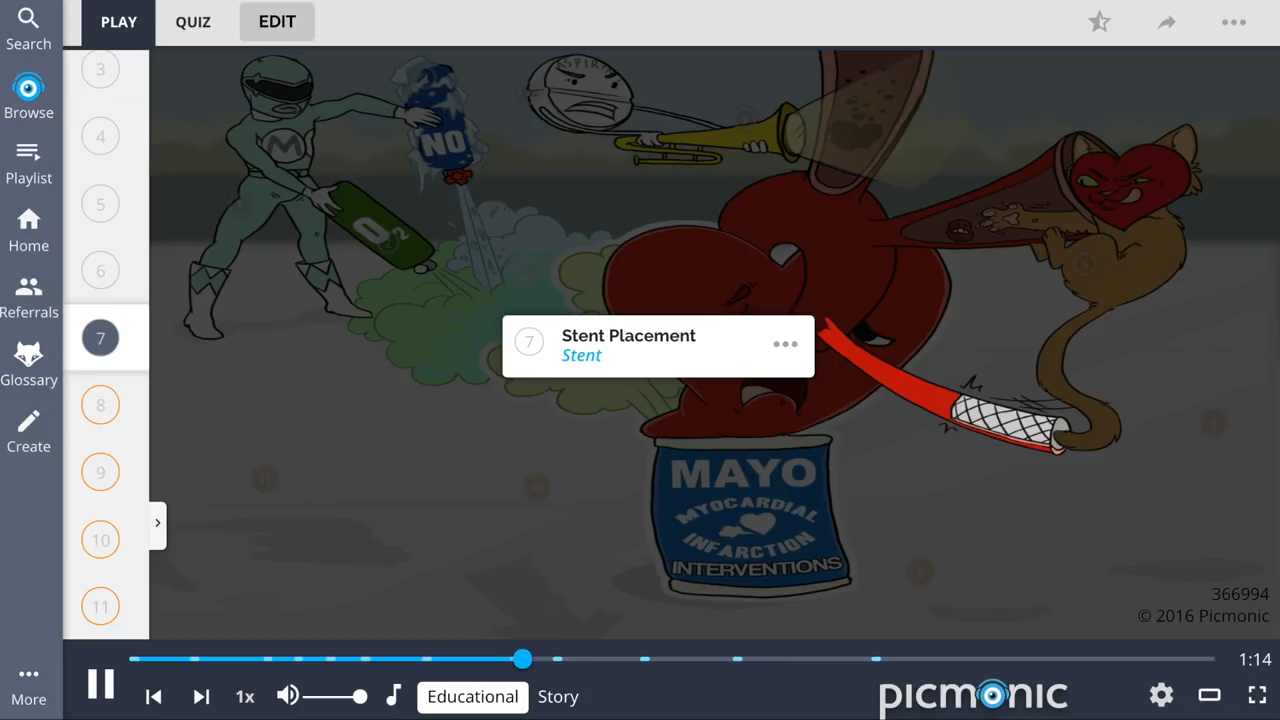 Search
Browse
Playlist
Home
Referrals
Glossary
Create
More
PLAY QUIZ EDIT
3
4
5
6
7
8
9
10
11
M
NO
O2
ASPIRIN
7
Stent Placement
Stent
MAYO
MYOCARDIAL
INFARCTION
INTERVENTIONS
366994
© 2016 Picmonic
1:14
1x
Educational Story
picmonic